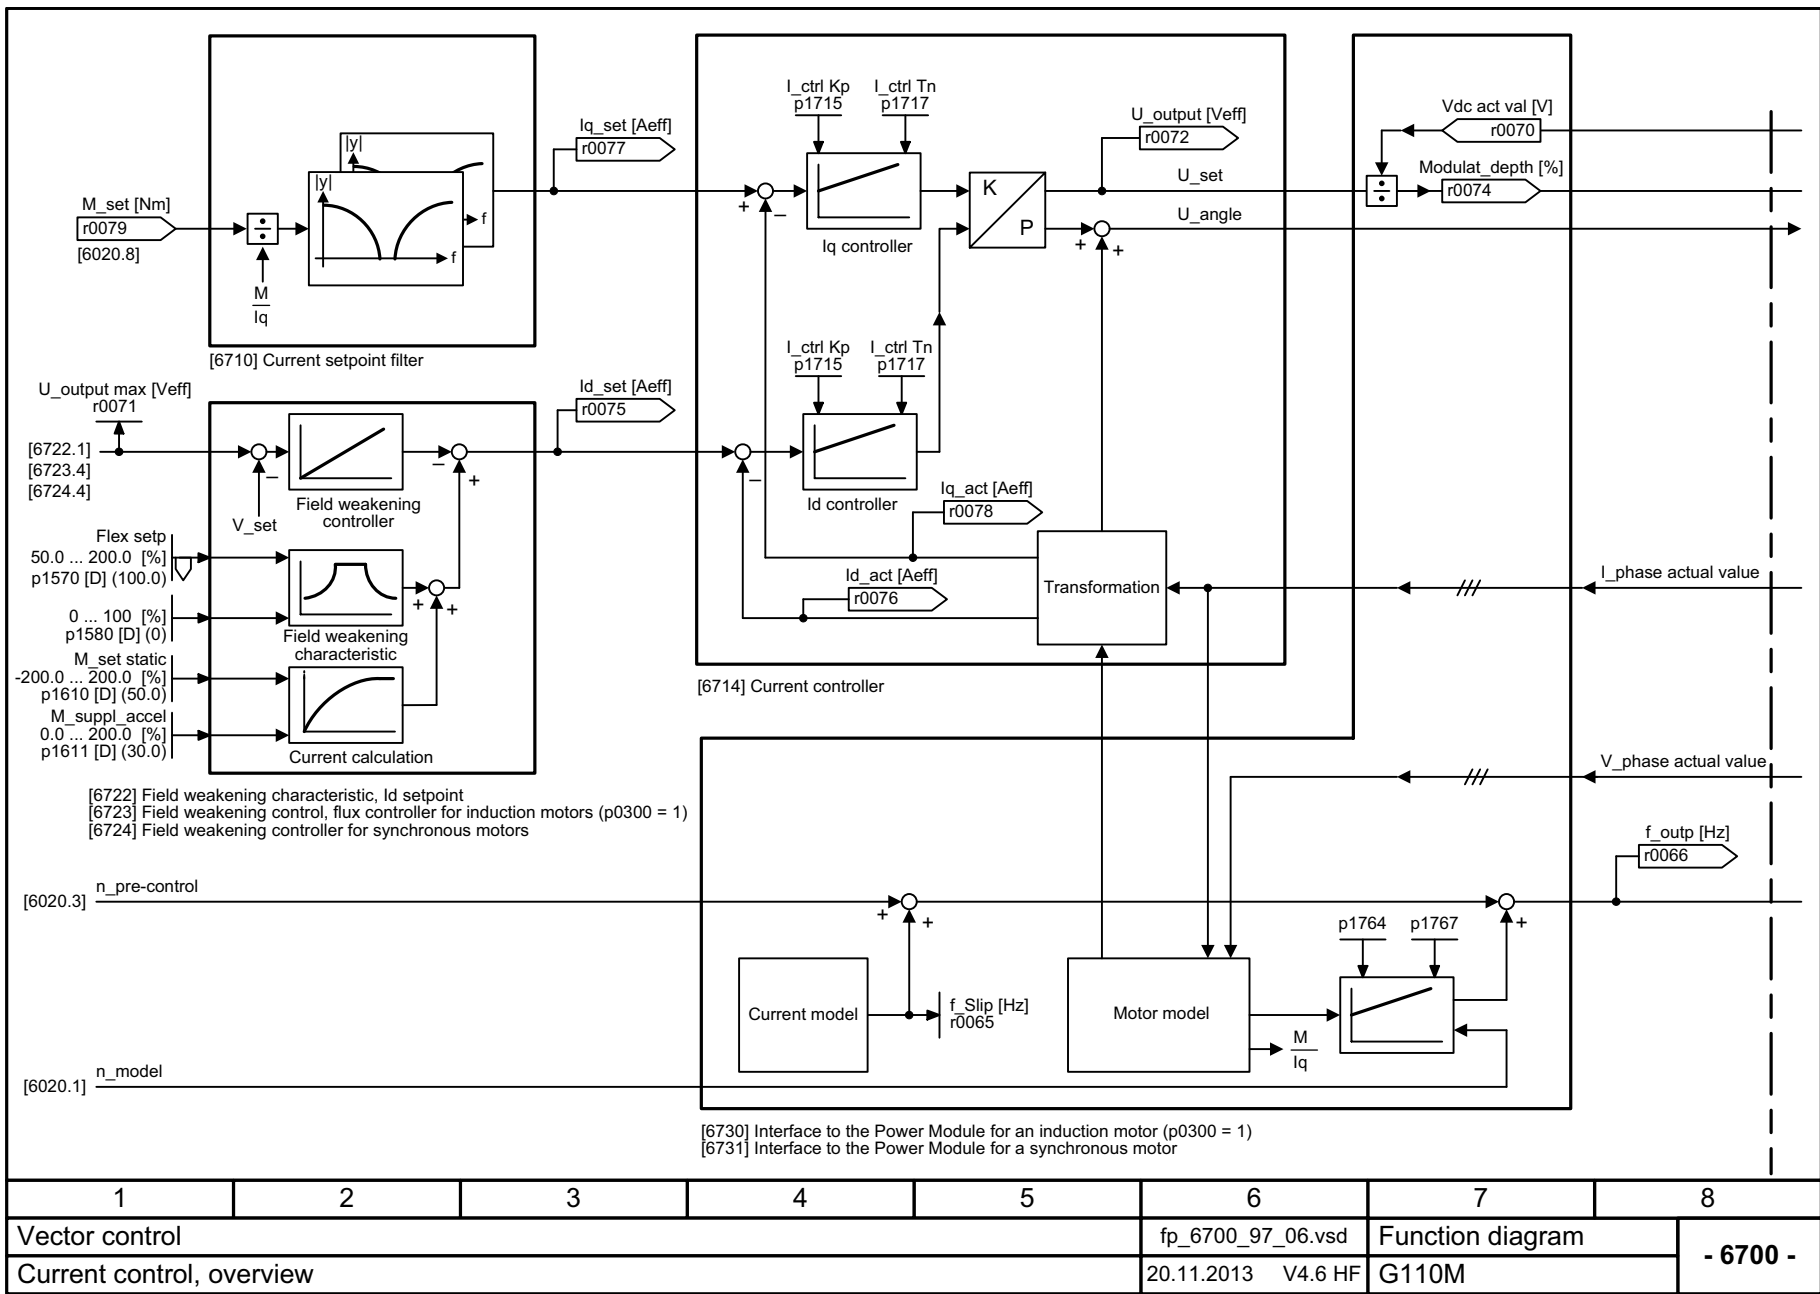 I_ctrl Kp
p1715
I_ctrl Tn
p1717
Iq_set [Aeff]
r0077
U_output [Veff]
r0072
Vdc act val [V]
r0070
|y|
|y|
f
f
M_set [Nm]
r0079
[6020.8]
÷
M
Iq
+
–
Iq controller
K
P
U_set
÷
Modulat_depth [%]
r0074
U_angle
+
+
[6710] Current setpoint filter
U_output max [Veff]
r0071
[6722.1]
[6723.4]
[6724.4]
–
V_set
Field weakening
controller
–
+
Id_set [Aeff]
r0075
I_ctrl Kp
p1715
I_ctrl Tn
p1717
–
Id controller
Iq_act [Aeff]
r0078
Id_act [Aeff]
r0076
Transformation
I_phase actual value
Flex setp
50.0 ... 200.0 [%]
p1570 [D] (100.0)
0 ... 100 [%]
p1580 [D] (0)
Field weakening
characteristic
+
+
M_set static
-200.0 ... 200.0 [%]
p1610 [D] (50.0)
M_suppl_accel
0.0 ... 200.0 [%]
p1611 [D] (30.0)
Current calculation
[6714] Current controller
V_phase actual value
[6722] Field weakening characteristic, Id setpoint
[6723] Field weakening control, flux controller for induction motors (p0300 = 1)
[6724] Field weakening controller for synchronous motors
f_outp [Hz]
r0066
[6020.3]
n_pre-control
+
+
+
p1764
p1767
Current model
f_Slip [Hz]
r0065
Motor model
M
Iq
[6020.1]
n_model
[6730] Interface to the Power Module for an induction motor (p0300 = 1)
[6731] Interface to the Power Module for a synchronous motor
1 2 3 4 5 6 7 8
Vector control
fp_6700_97_06.vsd
Function diagram
- 6700 -
Current control, overview
20.11.2013 V4.6 HF
G110M